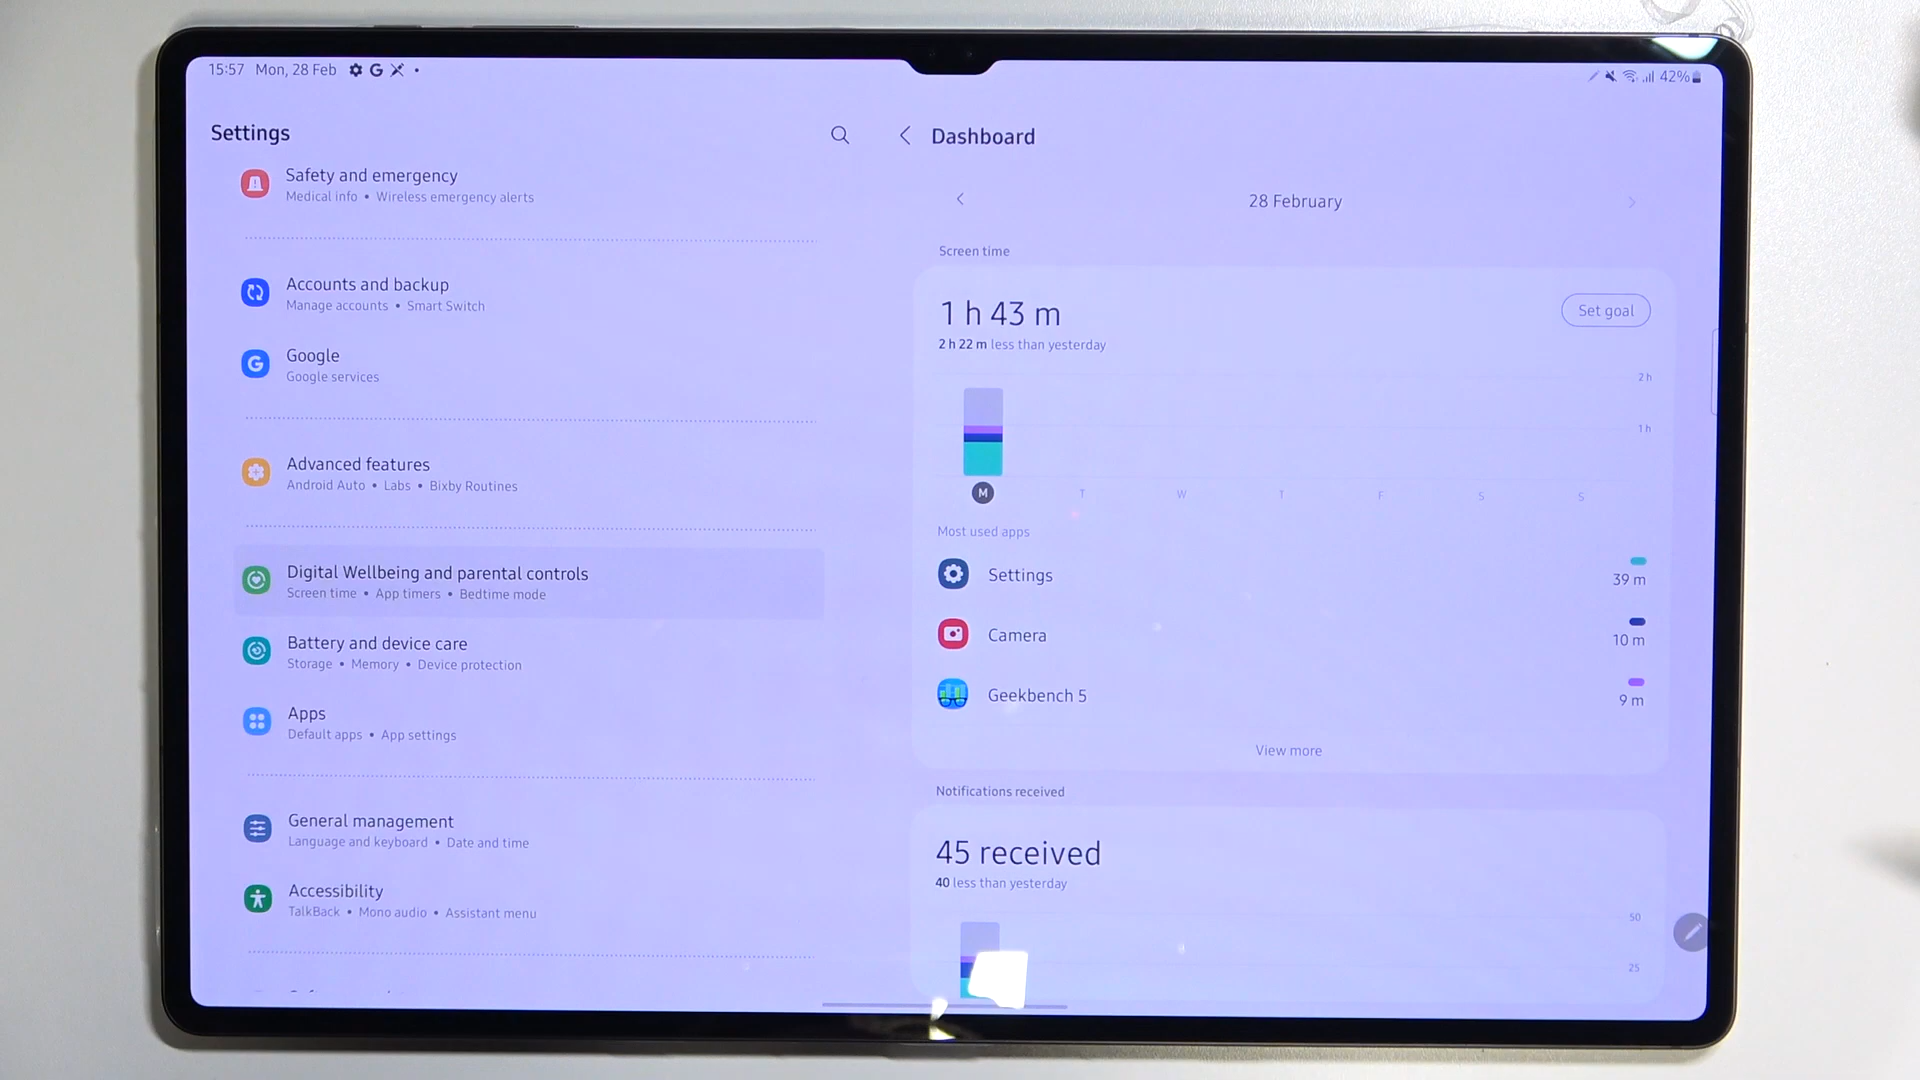 15:57 Mon, 28 Feb
42%
Settings
Safety and emergency
Medical info • Wireless emergency alerts
Accounts and backup
Manage accounts • Smart Switch
Google
Google services
Advanced features
Android Auto • Labs • Bixby Routines
Digital Wellbeing and parental controls
Screen time • App timers • Bedtime mode
Battery and device care
Storage • Memory • Device protection
Apps
Default apps • App settings
General management
Language and keyboard • Date and time
Accessibility
TalkBack • Mono audio • Assistant menu
Dashboard
28 February
Screen time
1 h 43 m
Set goal
2 h 22 m less than yesterday
2 h
1 h
M T W T F S S
Most used apps
Settings
39 m
Camera
10 m
Geekbench 5
9 m
View more
Notifications received
45 received
40 less than yesterday
50
25